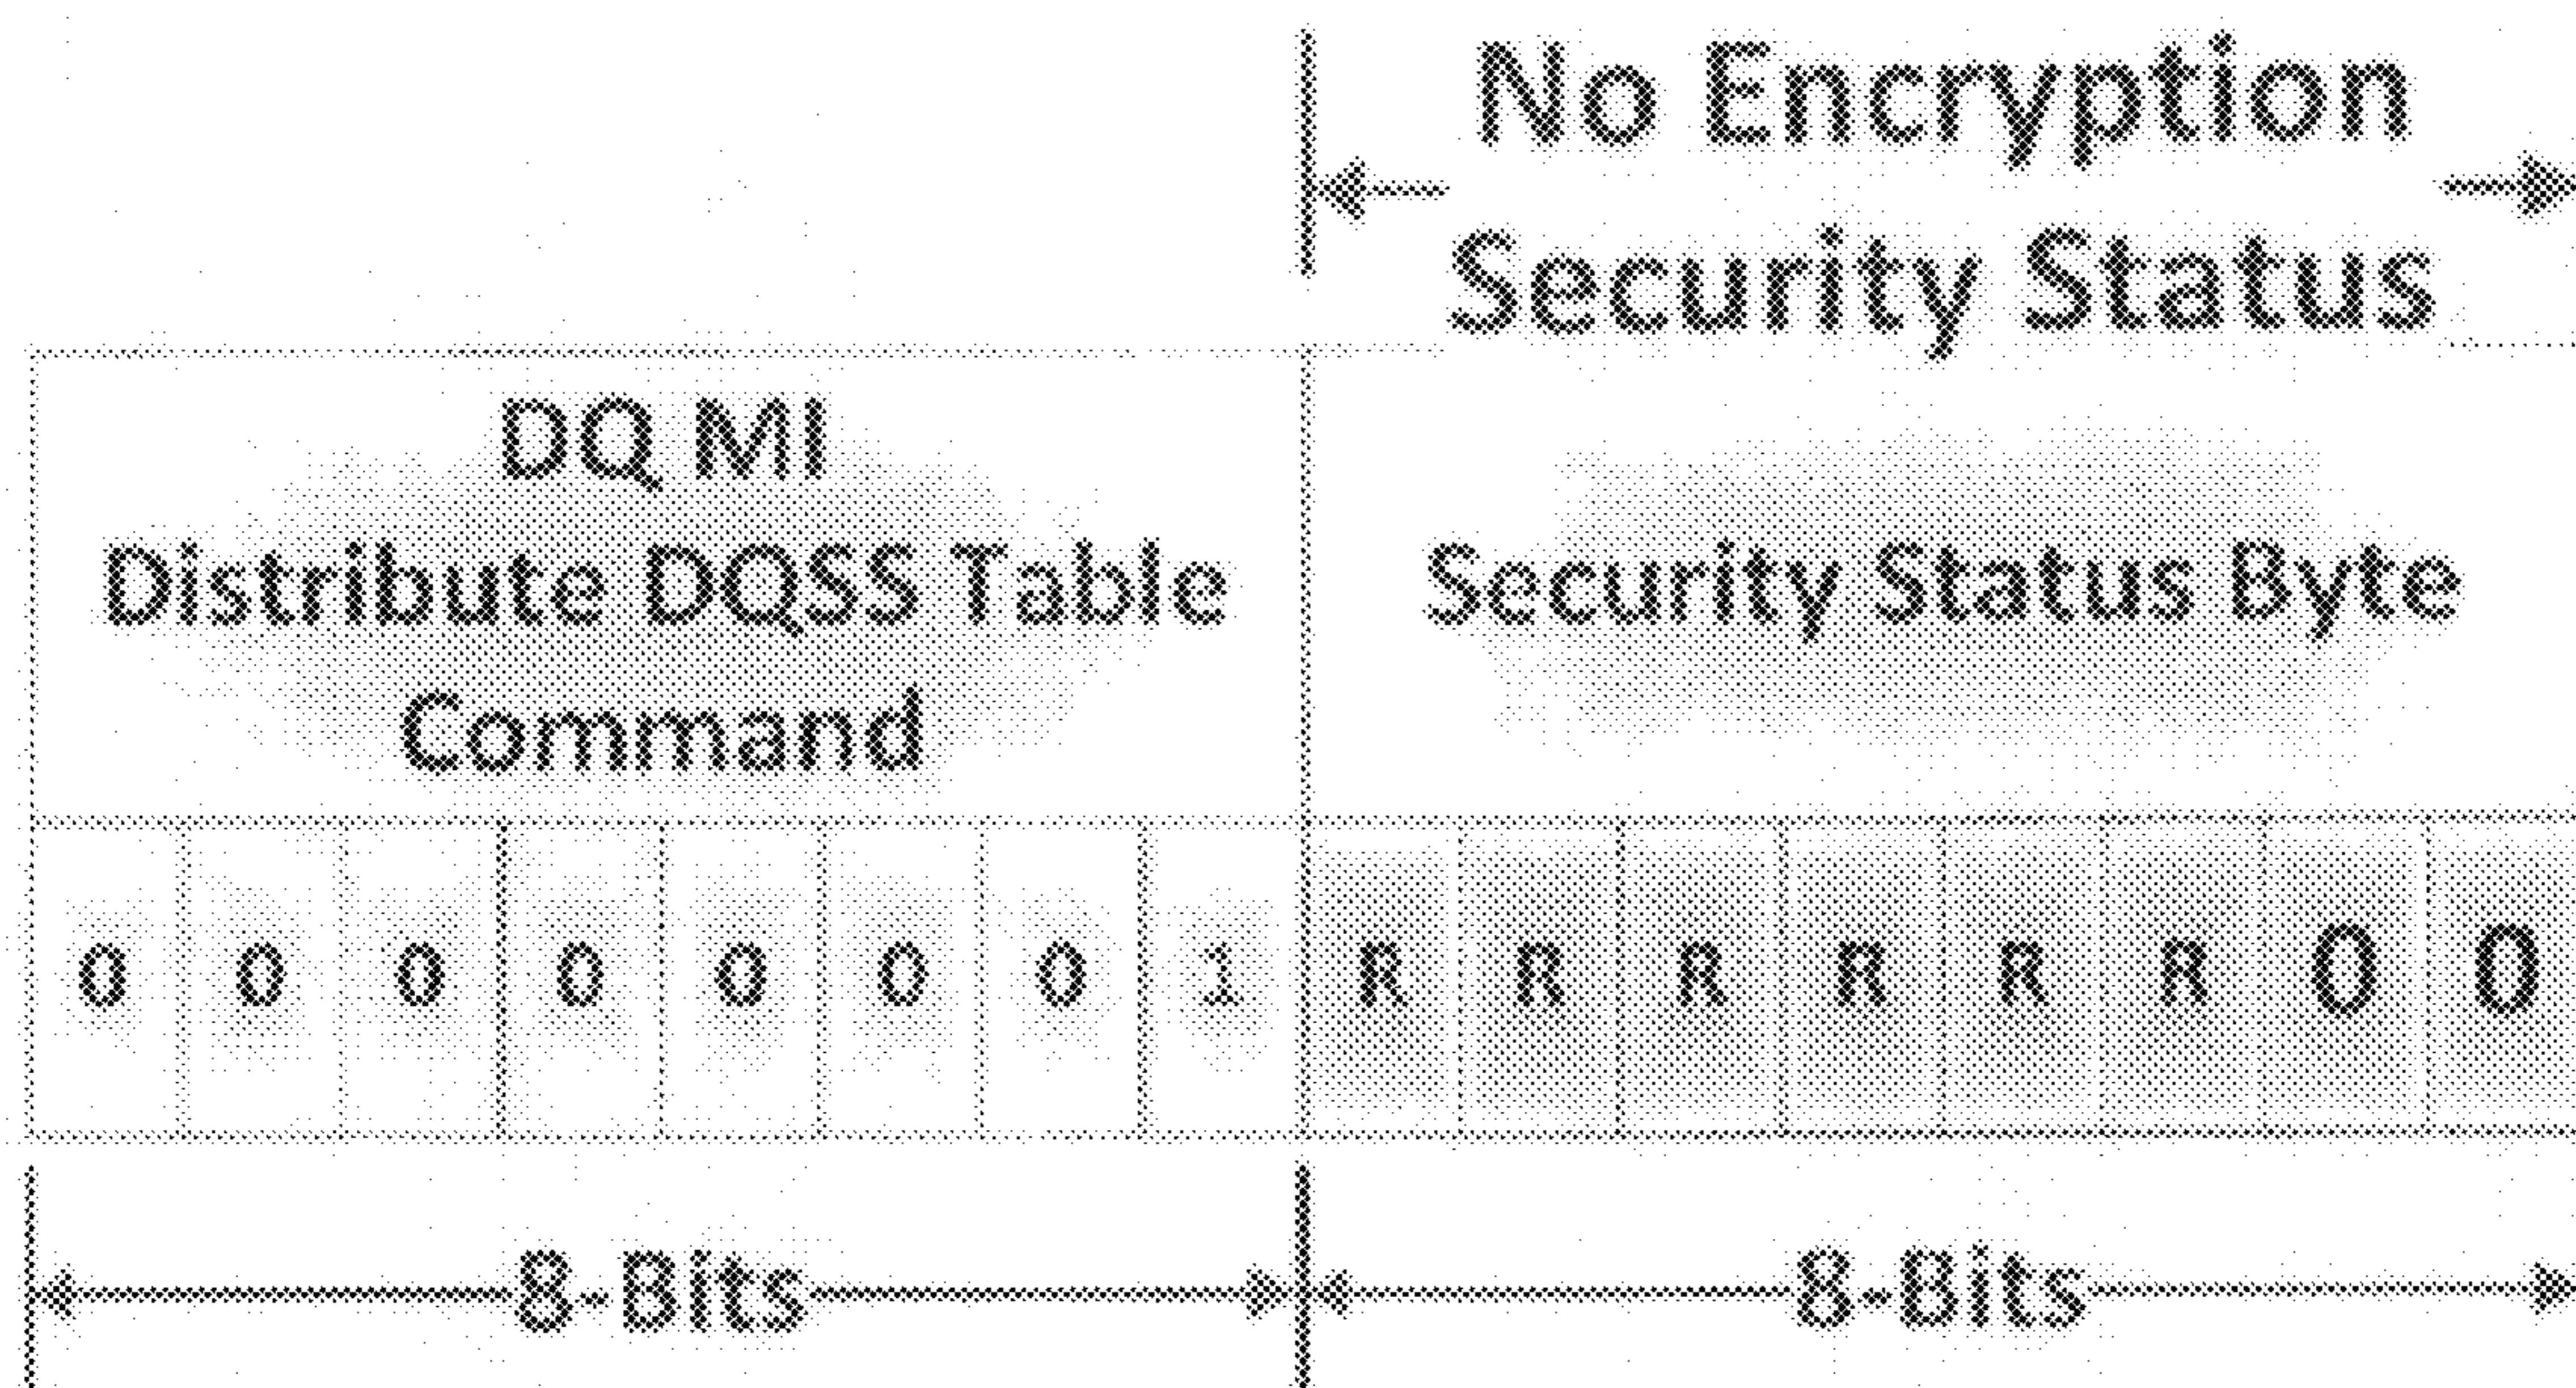 No Encryption
Security Status
DQ MI
Distribute DQSS Table
Command
Security Status Byte
0 0 0 0 0 0 0 1 R R R R R R 0 0
8-Bits 8-Bits